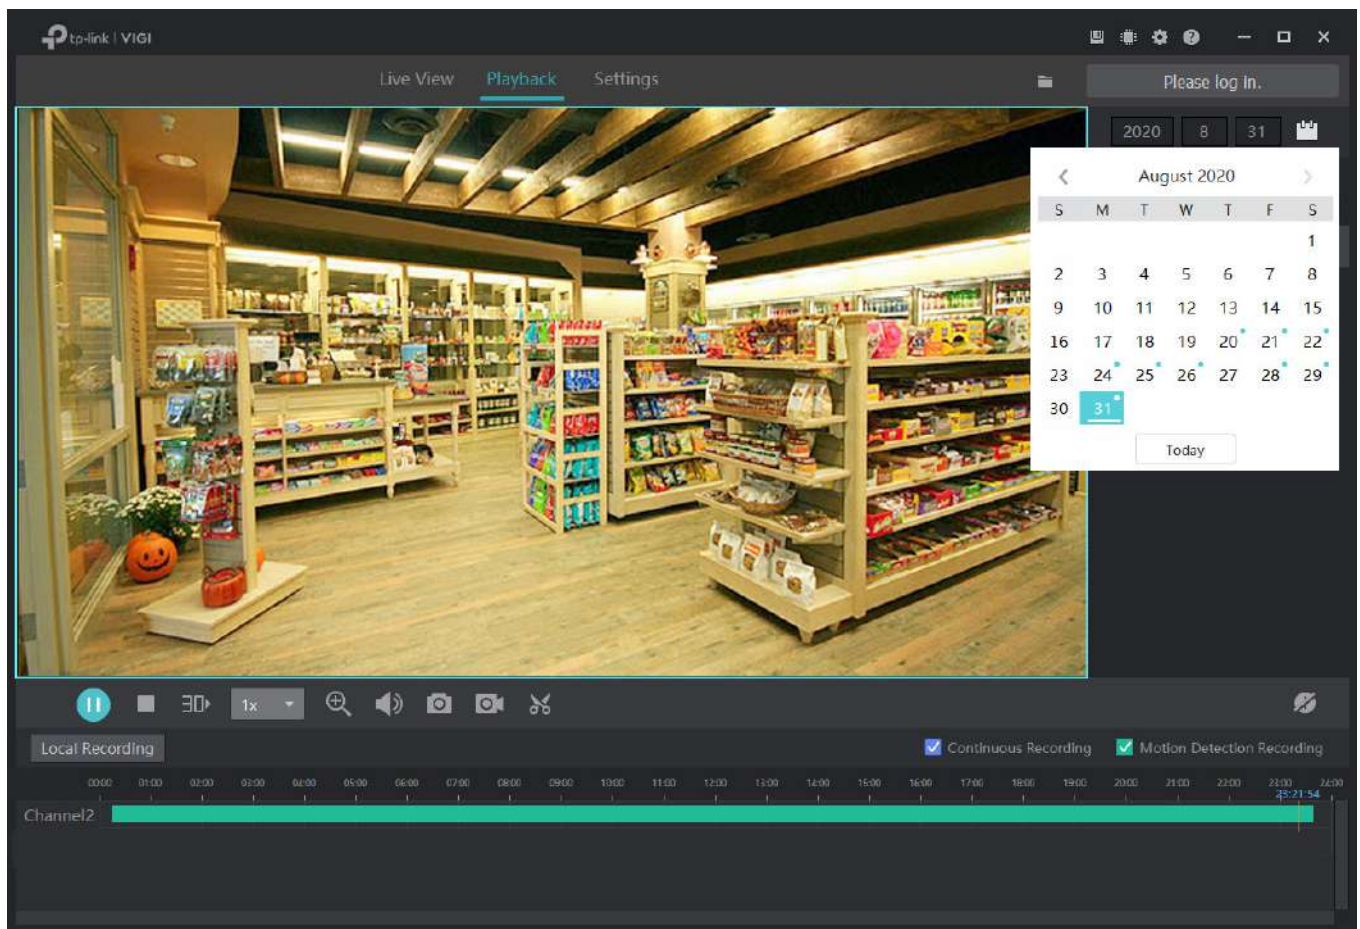 tp-link | VIGI
Live View Playback Settings
Please log in.
2020 8 31
August 2020
S M T W T F S
1
2 3 4 5 6 7 8
9 10 11 12 13 14 15
16 17 18 19 20 21 22
23 24 25 26 27 28 29
30 31
Today
1x
Local Recording
Continuous Recording
Motion Detection Recording
00:00 01:00 02:00 03:00 04:00 05:00 06:00 07:00 08:00 09:00 10:00 11:00 12:00 13:00 14:00 15:00 16:00 17:00 18:00 19:00 20:00 21:00 22:00 23:00 24:00
23:21:54
Channel2